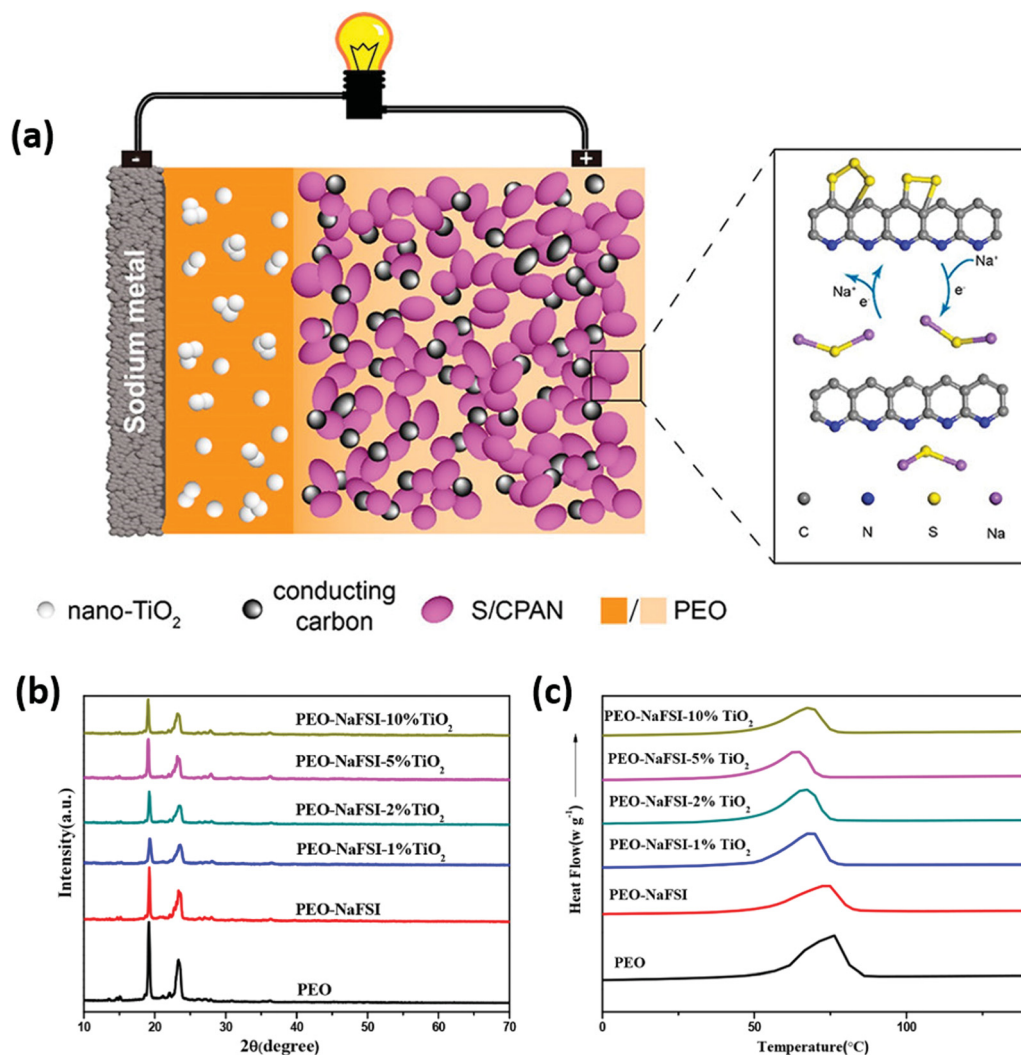 (a)
-
+
Sodium metal
Na⁺
Na⁺
e⁻
e⁻
C N S Na
nano-TiO₂
conducting
carbon
S/CPAN
/
PEO
(b)
Intensity(a.u.)
PEO-NaFSI-10%TiO₂
PEO-NaFSI-5%TiO₂
PEO-NaFSI-2%TiO₂
PEO-NaFSI-1%TiO₂
PEO-NaFSI
PEO
10 20 30 40 50 60 70
2θ(degree)
(c)
Heat Flow(w g⁻¹)
PEO-NaFSI-10% TiO₂
PEO-NaFSI-5% TiO₂
PEO-NaFSI-2% TiO₂
PEO-NaFSI-1% TiO₂
PEO-NaFSI
PEO
0 50 100
Temperature(°C)